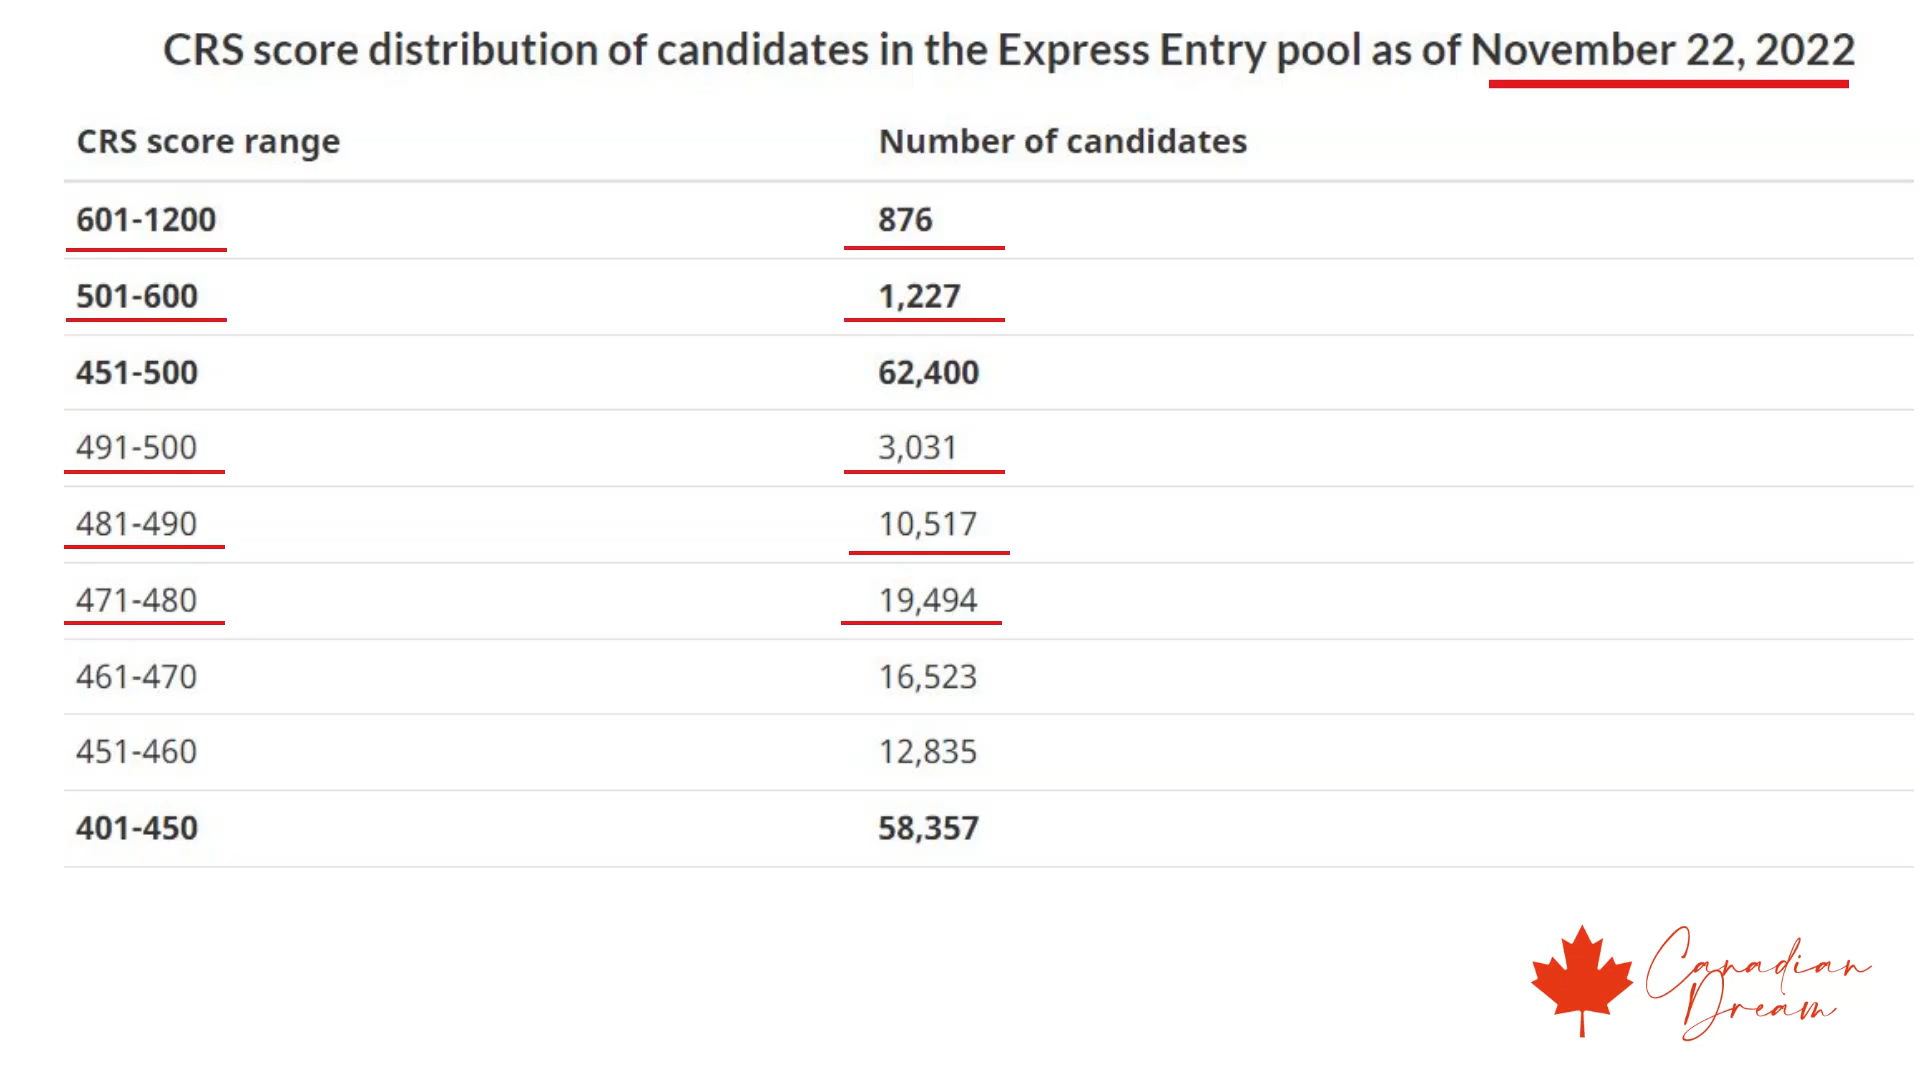 CRS score distribution of candidates in the Express Entry pool as of November 22, 2022
CRS score range Number of candidates
601-1200 876
501-600 1,227
451-500 62,400
491-500 3,031
481-490 10,517
471-480 19,494
461-470 16,523
451-460 12,835
401-450 58,357
Canadian
Dream